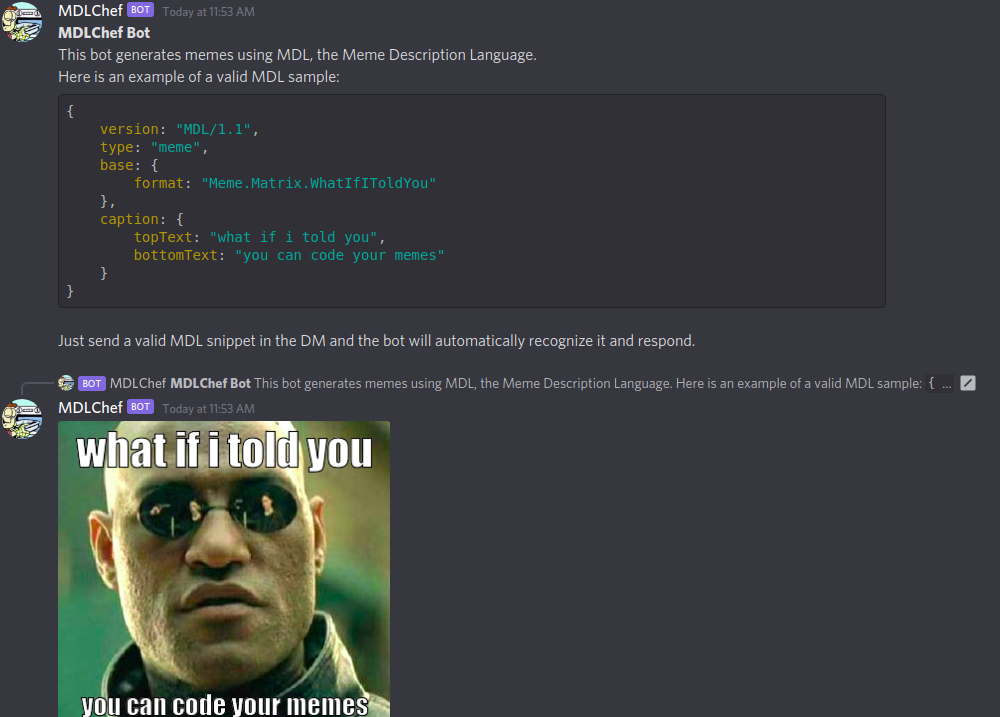 MDLChef BOT Today at 11:53 AM
MDLChef Bot
This bot generates memes using MDL, the Meme Description Language.
Here is an example of a valid MDL sample:
{
    version: "MDL/1.1",
    type: "meme",
    base: {
        format: "Meme.Matrix.WhatIfIToldYou"
    },
    caption: {
        topText: "what if i told you",
        bottomText: "you can code your memes"
    }
}
Just send a valid MDL snippet in the DM and the bot will automatically recognize it and respond.
BOT MDLChef MDLChef Bot This bot generates memes using MDL, the Meme Description Language. Here is an example of a valid MDL sample: { ...
MDLChef BOT Today at 11:53 AM
what if i told you
you can code your memes